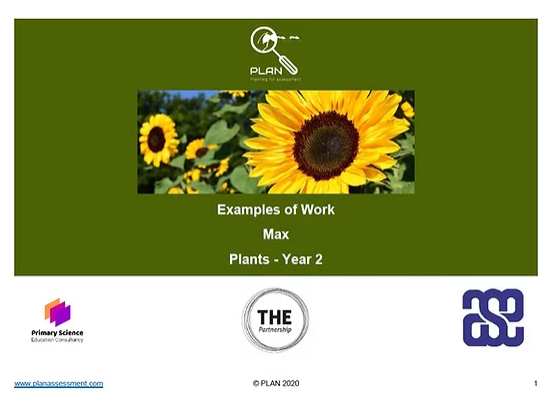 PLAN
Planning for assessment
Examples of Work
Max
Plants - Year 2
Primary Science
Education Consultancy
THE
Partnership
ase
www.planassessment.com
© PLAN 2020
1